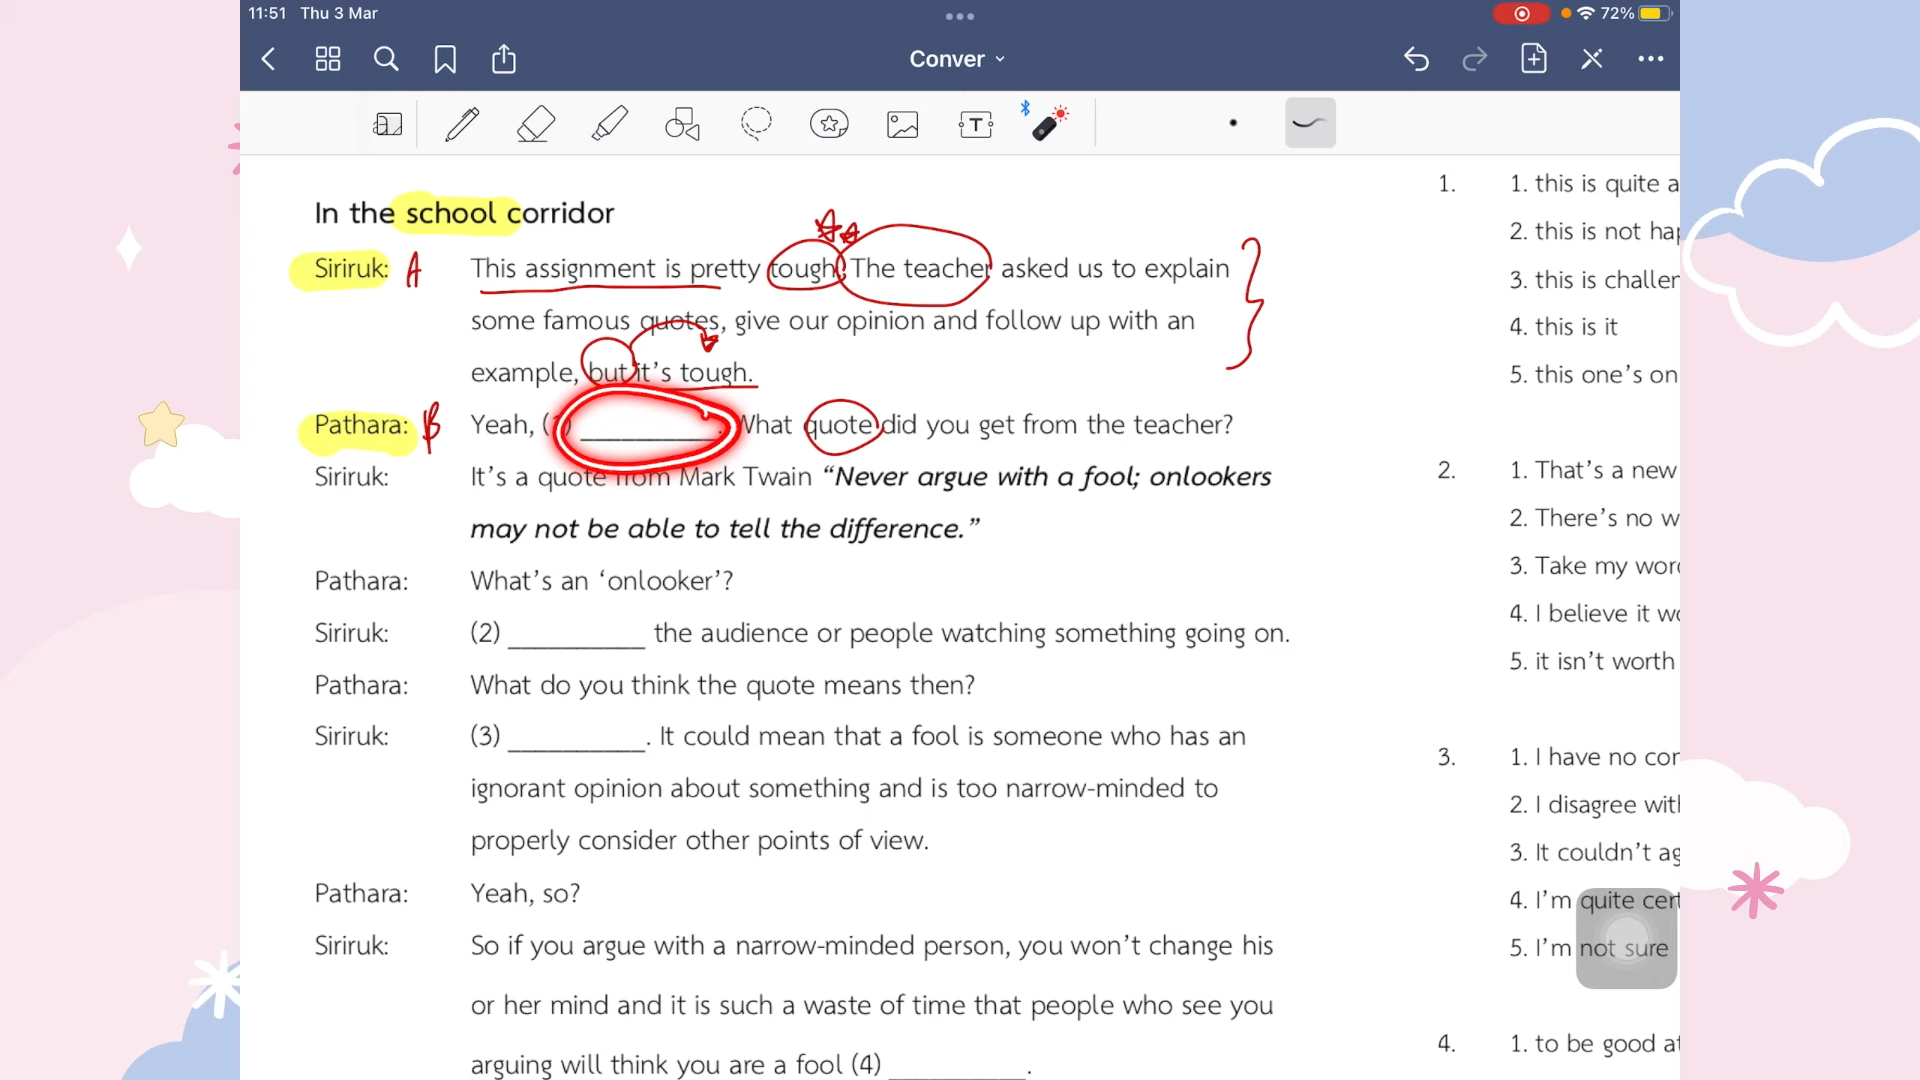 11:51 Thu 3 Mar
72%
Conver
In the school corridor
Siriruk: A This assignment is pretty tough. The teacher asked us to explain
some famous quotes, give our opinion and follow up with an
example, but it's tough.
Pathara: B Yeah, (1) __________. What quote did you get from the teacher?
Siriruk: It's a quote from Mark Twain “Never argue with a fool; onlookers
may not be able to tell the difference.”
Pathara: What's an ‘onlooker’?
Siriruk: (2) __________ the audience or people watching something going on.
Pathara: What do you think the quote means then?
Siriruk: (3) __________. It could mean that a fool is someone who has an
ignorant opinion about something and is too narrow-minded to
properly consider other points of view.
Pathara: Yeah, so?
Siriruk: So if you argue with a narrow-minded person, you won't change his
or her mind and it is such a waste of time that people who see you
arguing will think you are a fool (4) __________.
1. 1. this is quite a
2. this is not hap
3. this is challen
4. this is it
5. this one's on
2. 1. That's a new
2. There's no w
3. Take my wor
4. I believe it wo
5. it isn't worth
3. 1. I have no con
2. I disagree with
3. It couldn't ag
4. I'm quite cert
5. I'm not sure
4. 1. to be good at